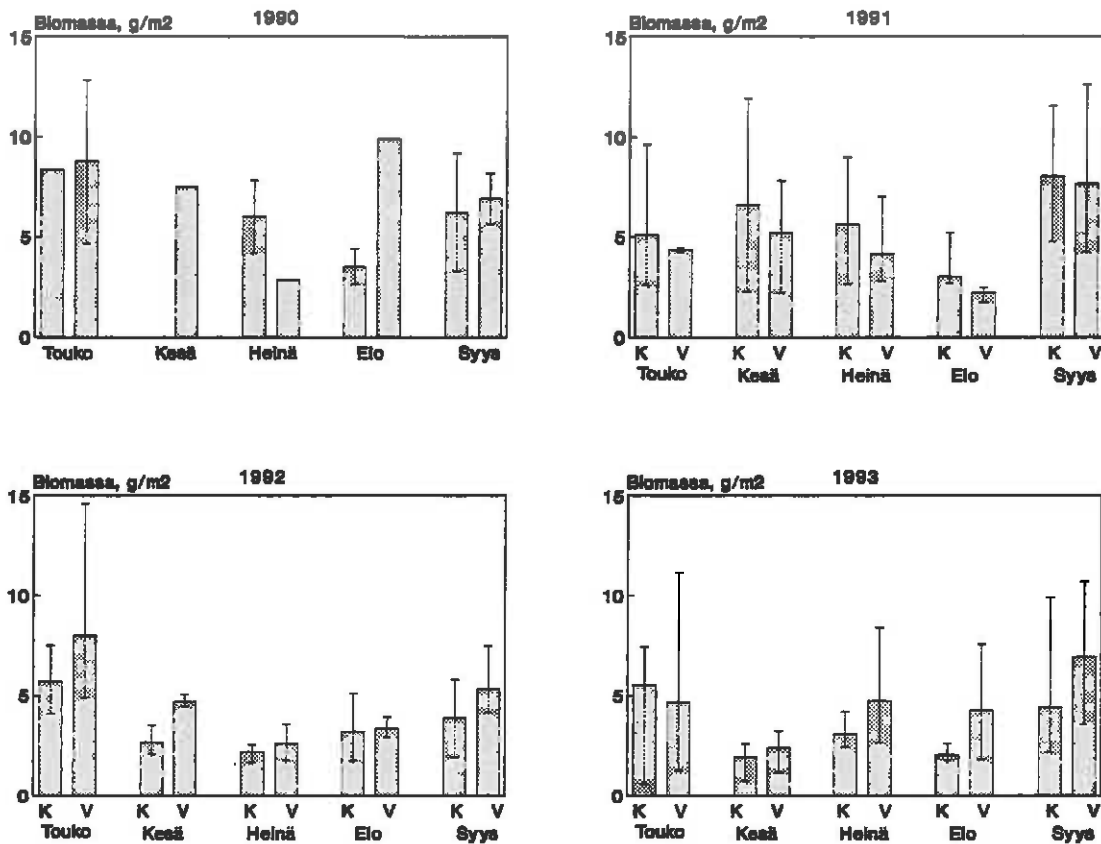 Biomassa, g/m2 1990
15
10
5
0
Touko Kesä Heinä Elo Syys
Biomassa, g/m2 1991
15
10
5
0
K V K V K V K V K V
Touko Kesä Heinä Elo Syys
Biomassa, g/m2 1992
15
10
5
0
K V K V K V K V K V
Touko Kesä Heinä Elo Syys
Biomassa, g/m2 1993
15
10
5
0
K V K V K V K V K V
Touko Kesä Heinä Elo Syys